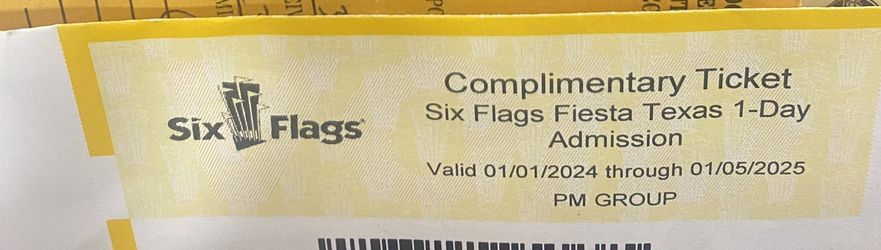 Six Flags
Complimentary Ticket
Six Flags Fiesta Texas 1-Day
Admission
Valid 01/01/2024 through 01/05/2025
PM GROUP